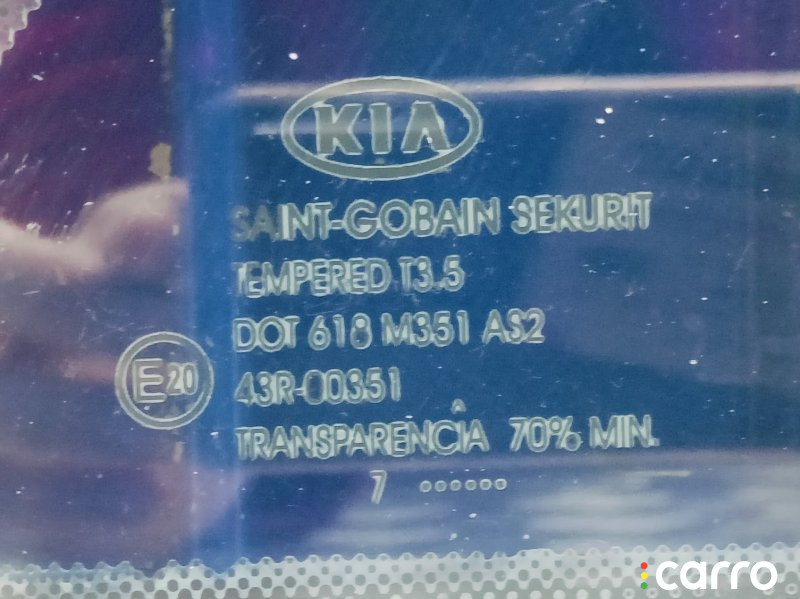 KIA
SAINT-GOBAIN SEKURIT
TEMPERED T3.5
DOT 618 M351 AS2
E20
43R-00351
TRANSPARENCIA 70% MIN.
7 ••••••
carro